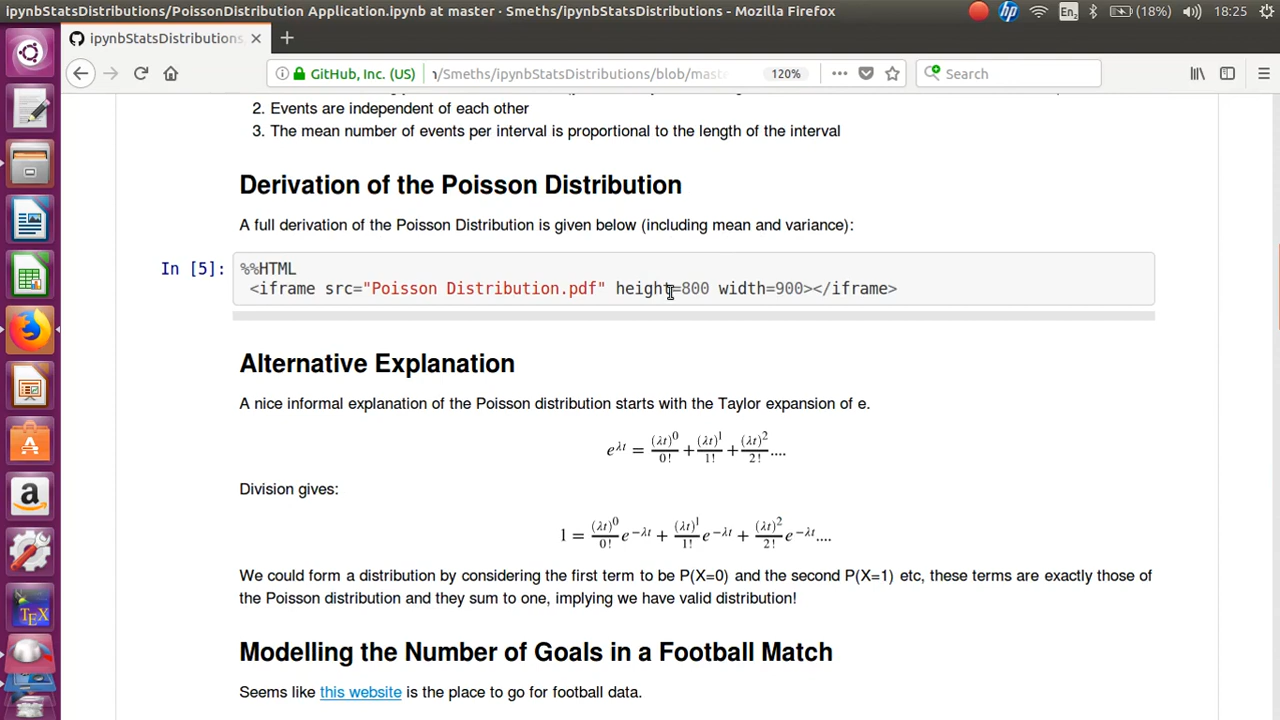 ipynbStatsDistributions/PoissonDistribution Application.ipynb at master · Smeths/ipynbStatsDistributions - Mozilla Firefox
En₂ (18%) 18:25
ipynbStatsDistributions
GitHub, Inc. (US) /Smeths/ipynbStatsDistributions/blob/mast 120% Search
2. Events are independent of each other
3. The mean number of events per interval is proportional to the length of the interval
Derivation of the Poisson Distribution
A full derivation of the Poisson Distribution is given below (including mean and variance):
In [5]: %%HTML
<iframe src="Poisson Distribution.pdf" height=800 width=900></iframe>
Alternative Explanation
A nice informal explanation of the Poisson distribution starts with the Taylor expansion of e.
e^{λt} = (λt)^0/0! + (λt)^1/1! + (λt)^2/2! ....
Division gives:
1 = (λt)^0/0! e^{−λt} + (λt)^1/1! e^{−λt} + (λt)^2/2! e^{−λt} ....
We could form a distribution by considering the first term to be P(X=0) and the second P(X=1) etc, these terms are exactly those of
the Poisson distribution and they sum to one, implying we have valid distribution!
Modelling the Number of Goals in a Football Match
Seems like this website is the place to go for football data.